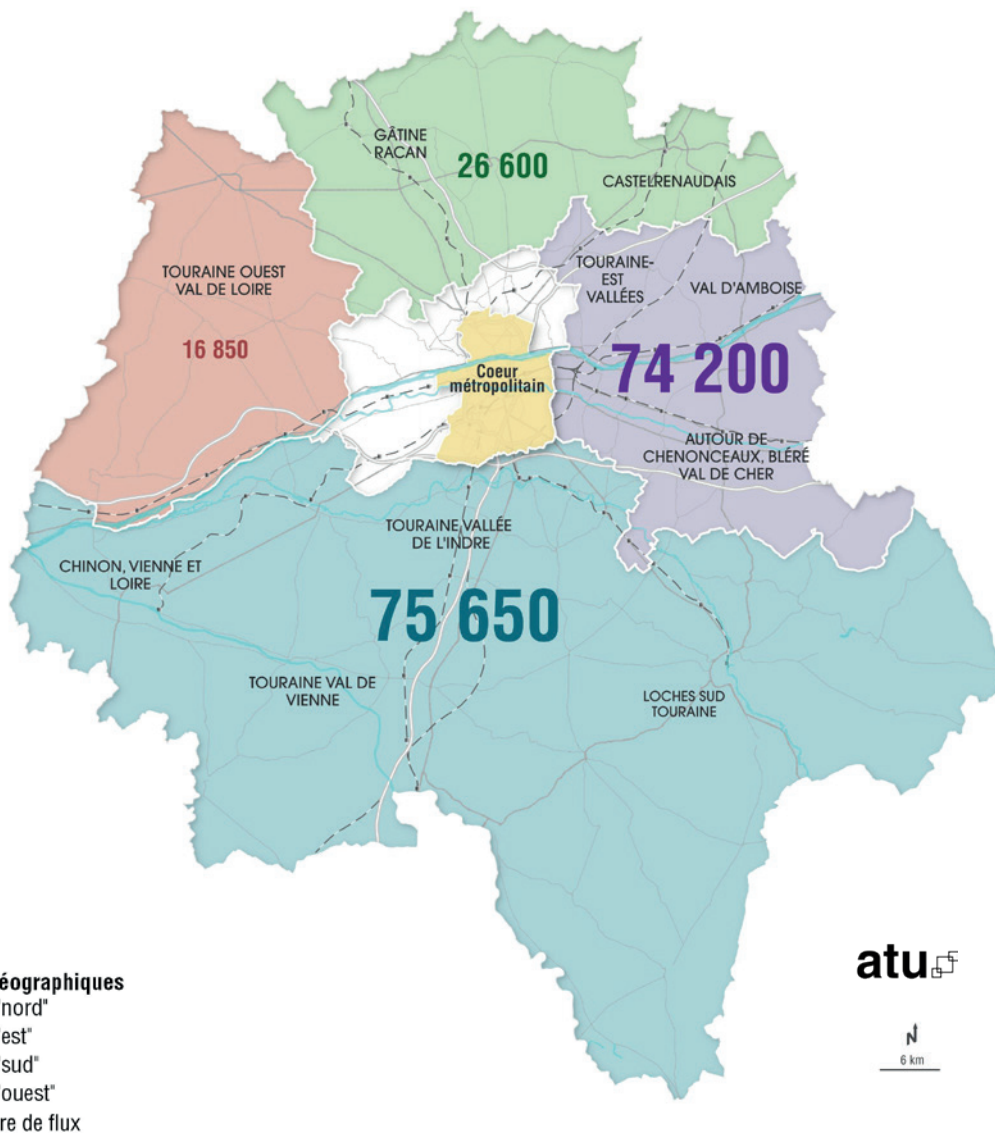 GÂTINE
RACAN
26 600
CASTELRENAUDAIS
TOURAINE OUEST
VAL DE LOIRE
16 850
TOURAINE-
EST
VALLÉES
VAL D'AMBOISE
74 200
Coeur
métropolitain
AUTOUR DE
CHENONCEAUX, BLÉRÉ
VAL DE CHER
TOURAINE VALLÉE
DE L'INDRE
CHINON, VIENNE ET
LOIRE
75 650
TOURAINE VAL DE
VIENNE
LOCHES SUD
TOURAINE
éographiques
"nord"
"est"
"sud"
"ouest"
re de flux
atu
N
6 km